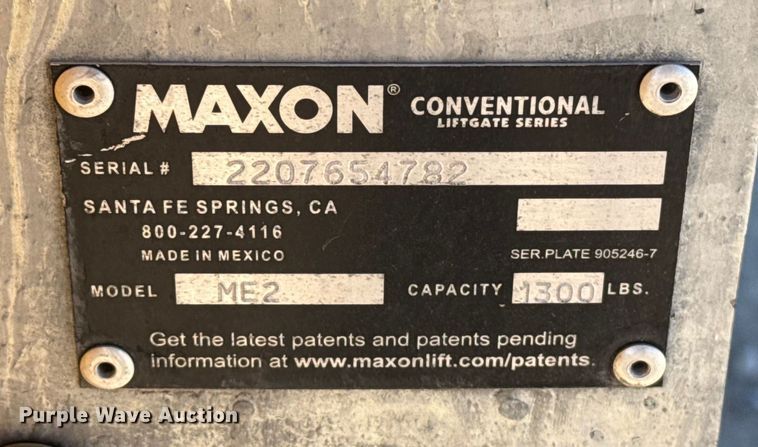 MAXON® CONVENTIONAL
LIFTGATE SERIES
SERIAL # 2207654782
SANTA FE SPRINGS, CA
800-227-4116
MADE IN MEXICO
SER.PLATE 905246-7
MODEL ME2 CAPACITY 1300 LBS.
Get the latest patents and patents pending
information at www.maxonlift.com/patents.
Purple Wave Auction